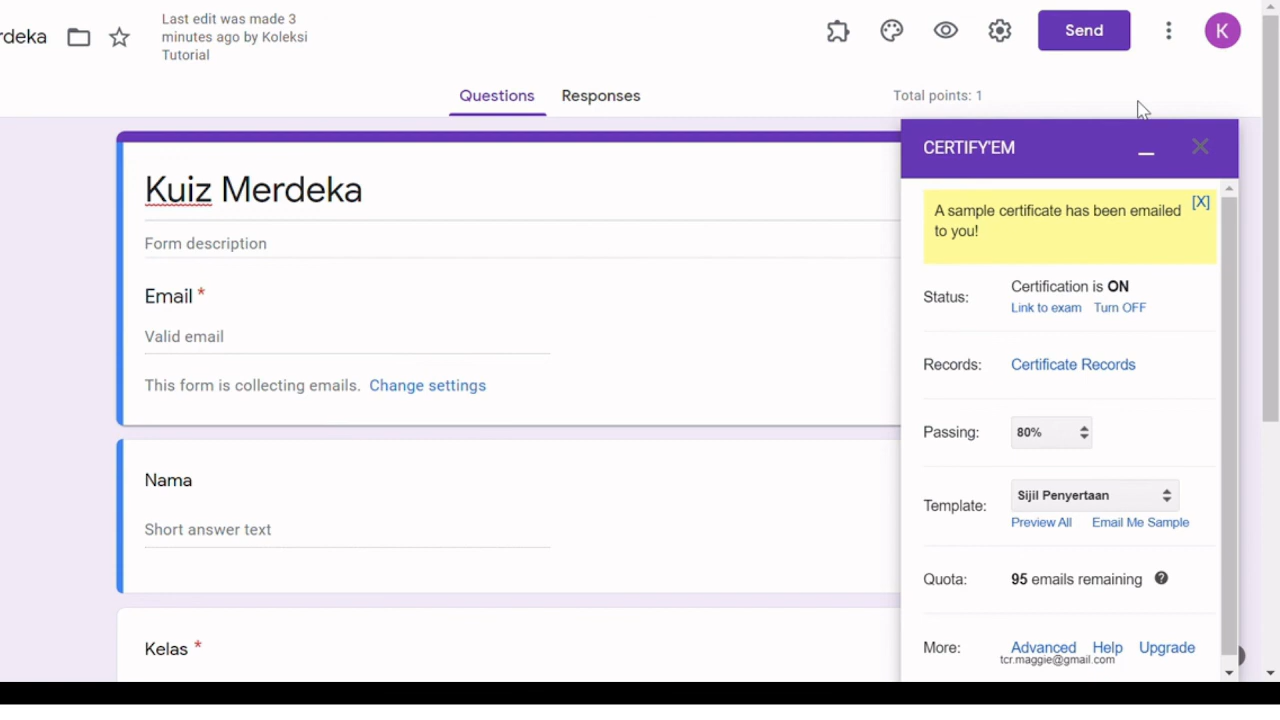 rdeka
Last edit was made 3
minutes ago by Koleksi
Tutorial
Send
K
Questions
Responses
Total points: 1
CERTIFY'EM
Kuiz Merdeka
Form description
Email *
Valid email
This form is collecting emails. Change settings
Nama
Short answer text
Kelas *
A sample certificate has been emailed
to you!
[X]
Status:
Certification is ON
Link to exam Turn OFF
Records: Certificate Records
Passing: 80%
Template:
Sijil Penyertaan
Preview All Email Me Sample
Quota: 95 emails remaining
More: Advanced Help Upgrade
tcr.maggie@gmail.com